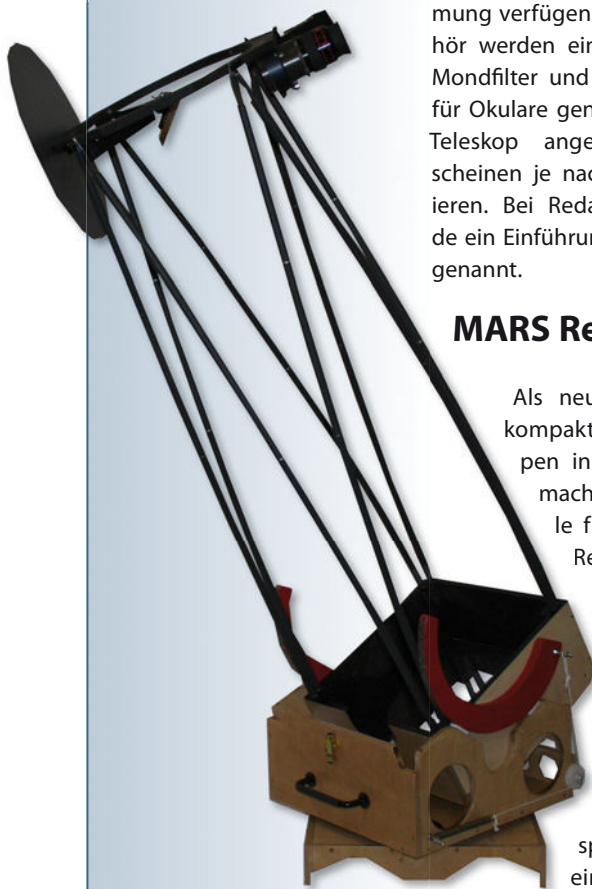 mung verfügen
hör werden ein
Mondfilter und
für Okulare gen
Teleskop ange
scheinen je nac
ieren. Bei Reda
de ein Einführun
genannt.
MARS Re
Als neu
kompakt
pen in
mach
le f
Re
sp
ein